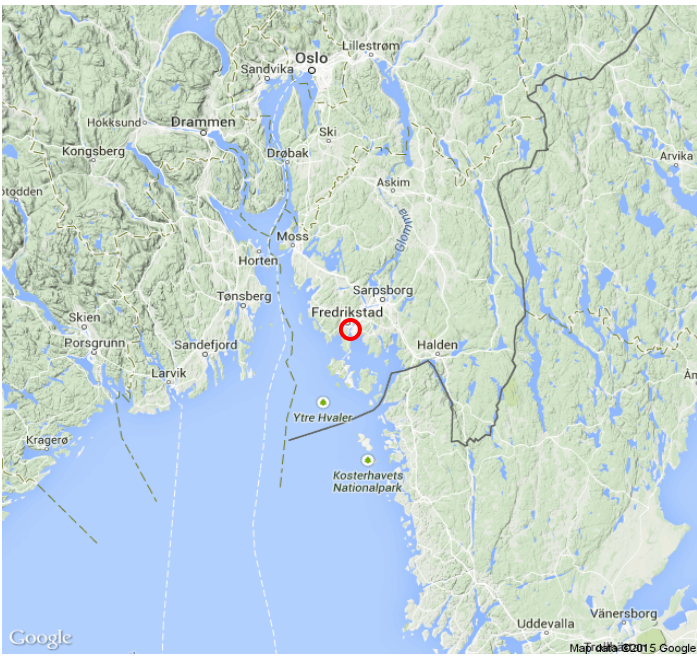 Lillestrøm
Oslo
Sandvika
Hokksund
Drammen
Ski
Kongsberg
Drøbak
Arvika
Askim
Glomma
Moss
Horten
Tønsberg
Sarpsborg
Fredrikstad
Skien
Porsgrunn
Sandefjord
Halden
Larvik
Ytre Hvaler
Kragerø
Kosterhavets
Nationalpark
Vänersborg
Uddevalla
Google
Map data ©2015 Google